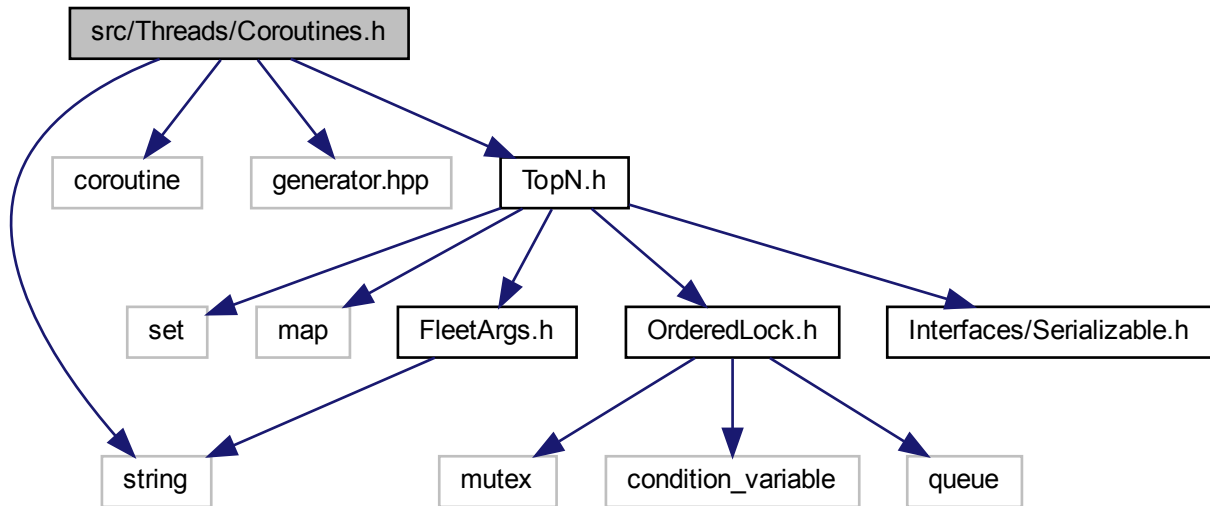 src/Threads/Coroutines.h
coroutine
generator.hpp
TopN.h
set
map
FleetArgs.h
OrderedLock.h
Interfaces/Serializable.h
string
mutex
condition_variable
queue